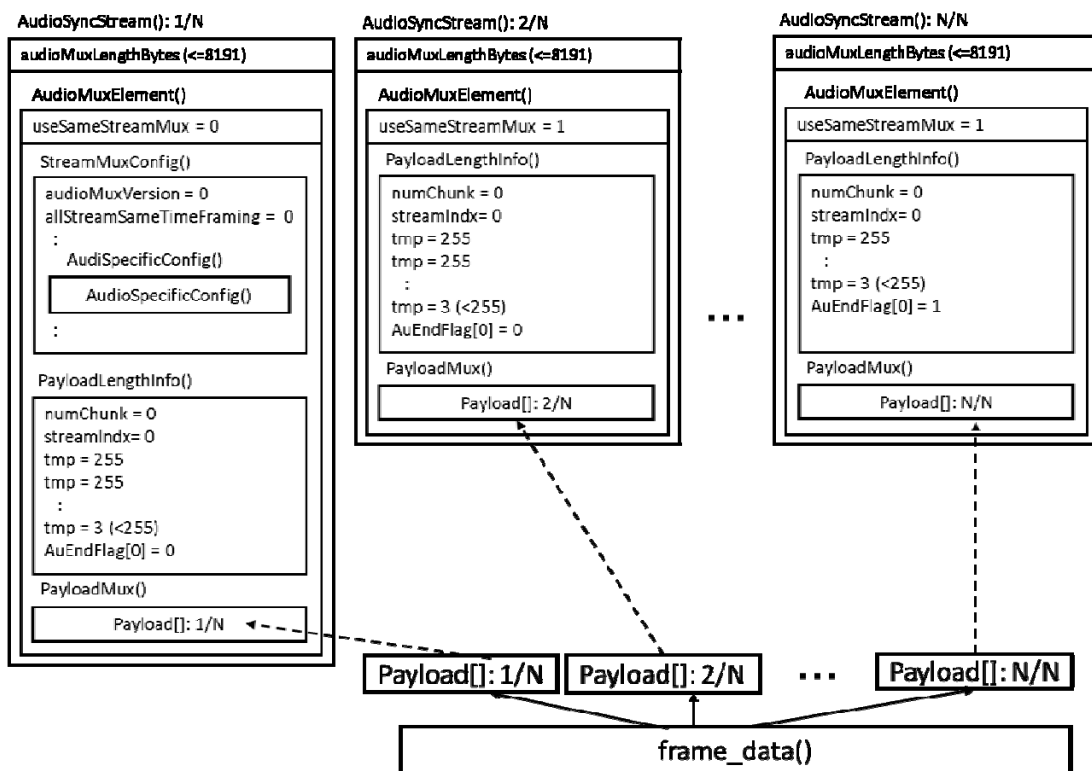 AudioSyncStream(): 1/N
audioMuxLengthBytes (<=8191)
AudioMuxElement()
useSameStreamMux = 0
StreamMuxConfig()
audioMuxVersion = 0
allStreamSameTimeFraming = 0
:
AudiSpecificConfig()
AudioSpecificConfig()
:
PayloadLengthInfo()
numChunk = 0
streamIndx= 0
tmp = 255
tmp = 255
:
tmp = 3 (<255)
AuEndFlag[0] = 0
PayloadMux()
Payload[]: 1/N
AudioSyncStream(): 2/N
audioMuxLengthBytes (<=8191)
AudioMuxElement()
useSameStreamMux = 1
PayloadLengthInfo()
numChunk = 0
streamIndx= 0
tmp = 255
tmp = 255
:
tmp = 3 (<255)
AuEndFlag[0] = 0
PayloadMux()
Payload[]: 2/N
...
AudioSyncStream(): N/N
audioMuxLengthBytes (<=8191)
AudioMuxElement()
useSameStreamMux = 1
PayloadLengthInfo()
numChunk = 0
streamIndx= 0
tmp = 255
:
tmp = 3 (<255)
AuEndFlag[0] = 1
PayloadMux()
Payload[]: N/N
Payload[]: 1/N
Payload[]: 2/N
...
Payload[]: N/N
frame_data()